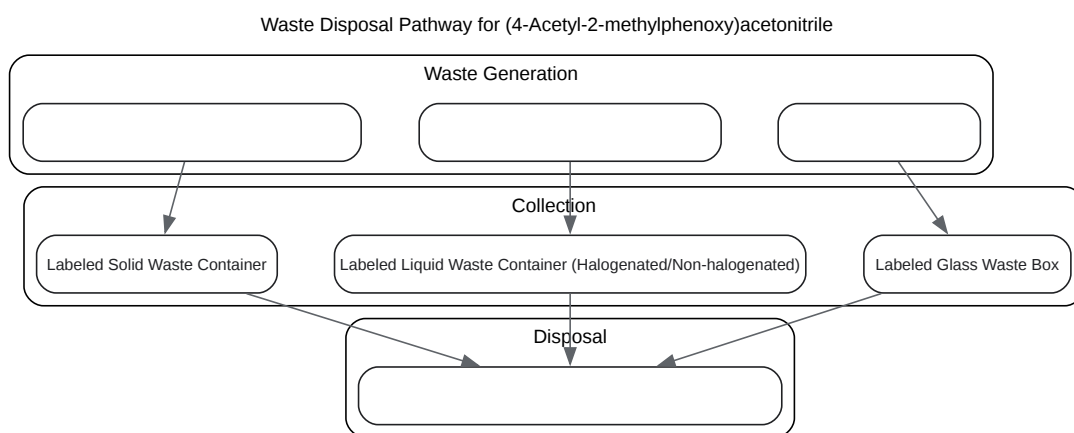 Waste Disposal Pathway for (4-Acetyl-2-methylphenoxy)acetonitrile
Waste Generation
Collection
Labeled Solid Waste Container
Labeled Liquid Waste Container (Halogenated/Non-halogenated)
Labeled Glass Waste Box
Disposal